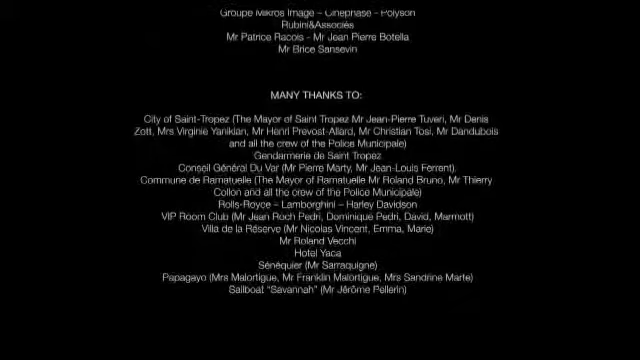 Groupe Mikros Image – Cinéphase - Polyson
Rubini&Associés
Mr Patrice Racois - Mr Jean Pierre Botella
Mr Brice Sansevin
MANY THANKS TO:
City of Saint-Tropez (The Mayor of Saint Tropez Mr Jean-Pierre Tuveri, Mr Denis
Zott, Mrs Virginie Yanikian, Mr Henri Prevost-Allard, Mr Christian Tosi, Mr Dandubois
and all the crew of the Police Municipale)
Gendarmerie de Saint Tropez
Conseil Général Du Var (Mr Pierre Marty, Mr Jean-Louis Ferrent).
Commune de Ramatuelle (The Mayor of Ramatuelle Mr Roland Bruno, Mr Thierry
Collon and all the crew of the Police Municipale)
Rolls-Royce – Lamborghini – Harley Davidson
VIP Room Club (Mr Jean Roch Pedri, Dominique Pedri, David, Marmott)
Villa de la Réserve (Mr Nicolas Vincent, Emma, Marie)
Mr Roland Vecchi
Hotel Yaca
Sénéquier (Mr Sarraquigne)
Papagayo (Mrs Malortigue, Mr Franklin Malortigue, Mrs Sandrine Marte)
Sailboat “Savannah” (Mr Jérôme Pellerin)